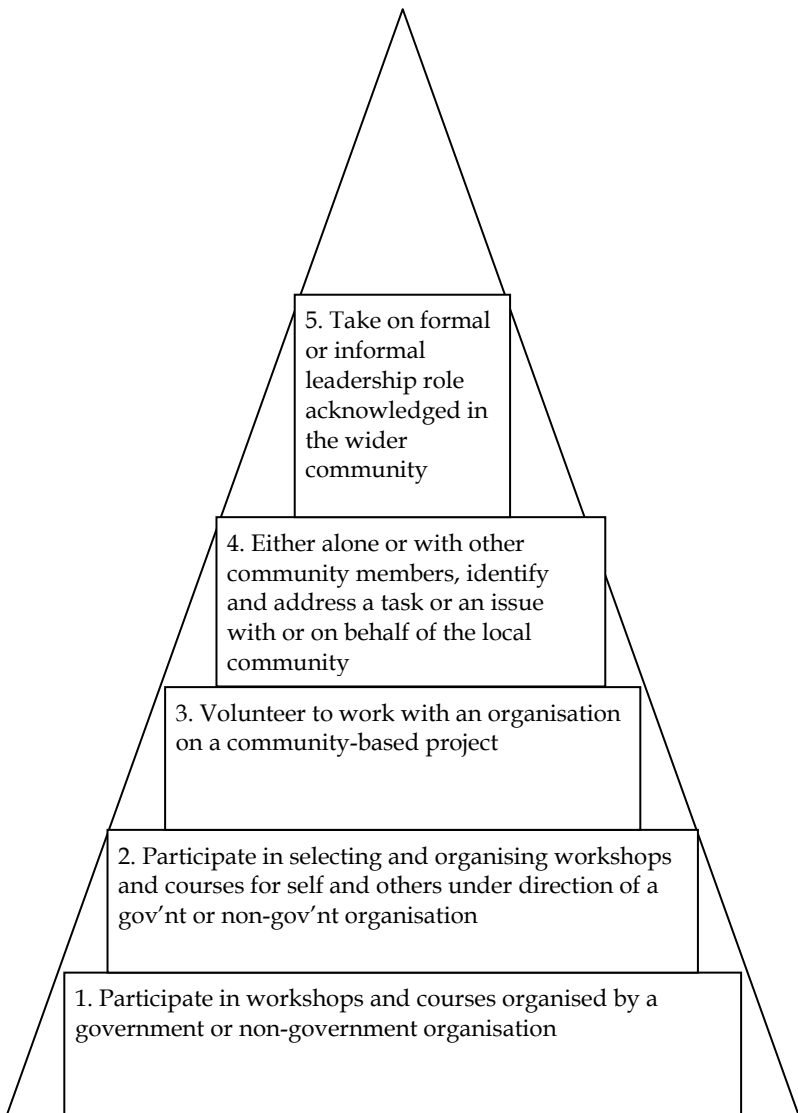 5. Take on formal
or informal
leadership role
acknowledged in
the wider
community
4. Either alone or with other
community members, identify
and address a task or an issue
with or on behalf of the local
community
3. Volunteer to work with an organisation
on a community-based project
2. Participate in selecting and organising workshops
and courses for self and others under direction of a
gov’nt or non-gov’nt organisation
1. Participate in workshops and courses organised by a
government or non-government organisation